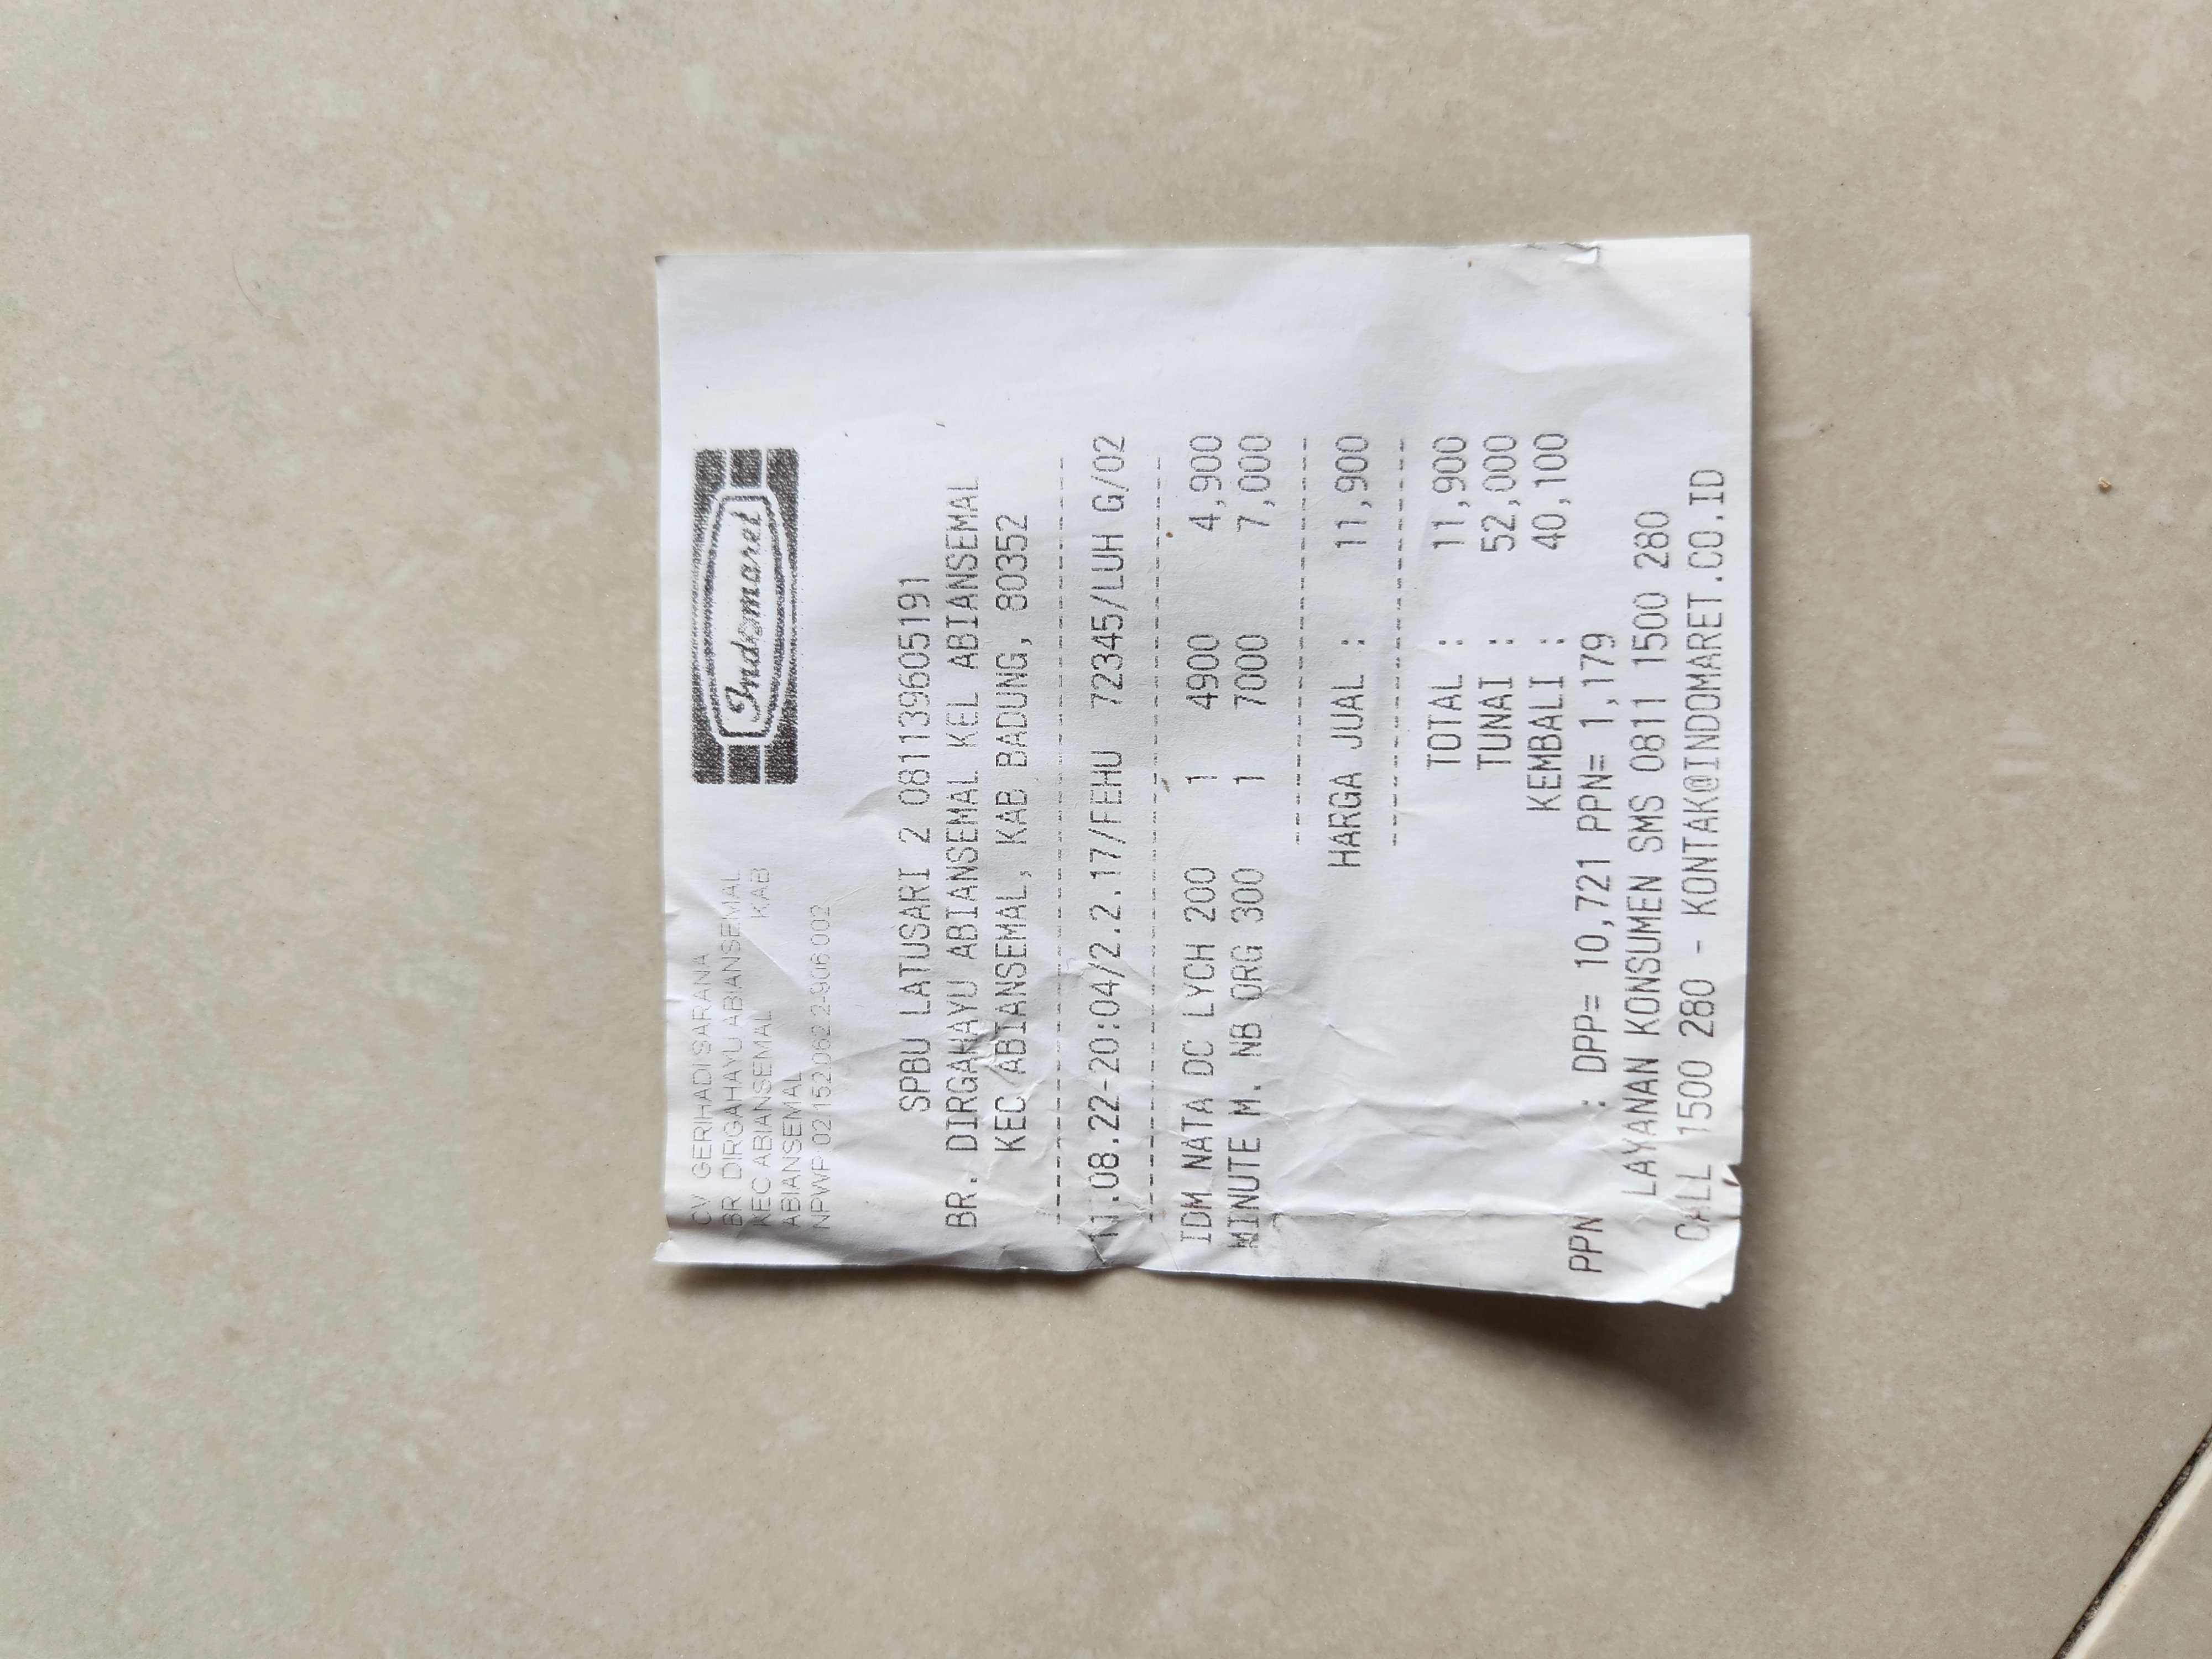 CV GERIHADI SARANA
BR DIRGAHAYU ABIANSEMAL
KEC ABIANSEMAL KAB
ABIANSEMAL
NPWP 02.152.062.2-906.002
Indomaret
SPBU LATUSARI 2 081139605191
BR. DIRGAHAYU ABIANSEMAL KEL ABIANSEMAL
KEC ABIANSEMAL, KAB BADUNG, 80352
11.08.22-20:04/2.2.17/FEHU 72345/LUH G/02
IDM NATA DC LYCH 200 1 4900 4,900
MINUTE M. NB ORG 300 1 7000 7,000
HARGA JUAL : 11,900
TOTAL : 11,900
TUNAI : 52,000
KEMBALI : 40,100
PPN : DPP= 10,721 PPN= 1,179
LAYANAN KONSUMEN SMS 0811 1500 280
CALL 1500 280 - KONTAK@INDOMARET.CO.ID